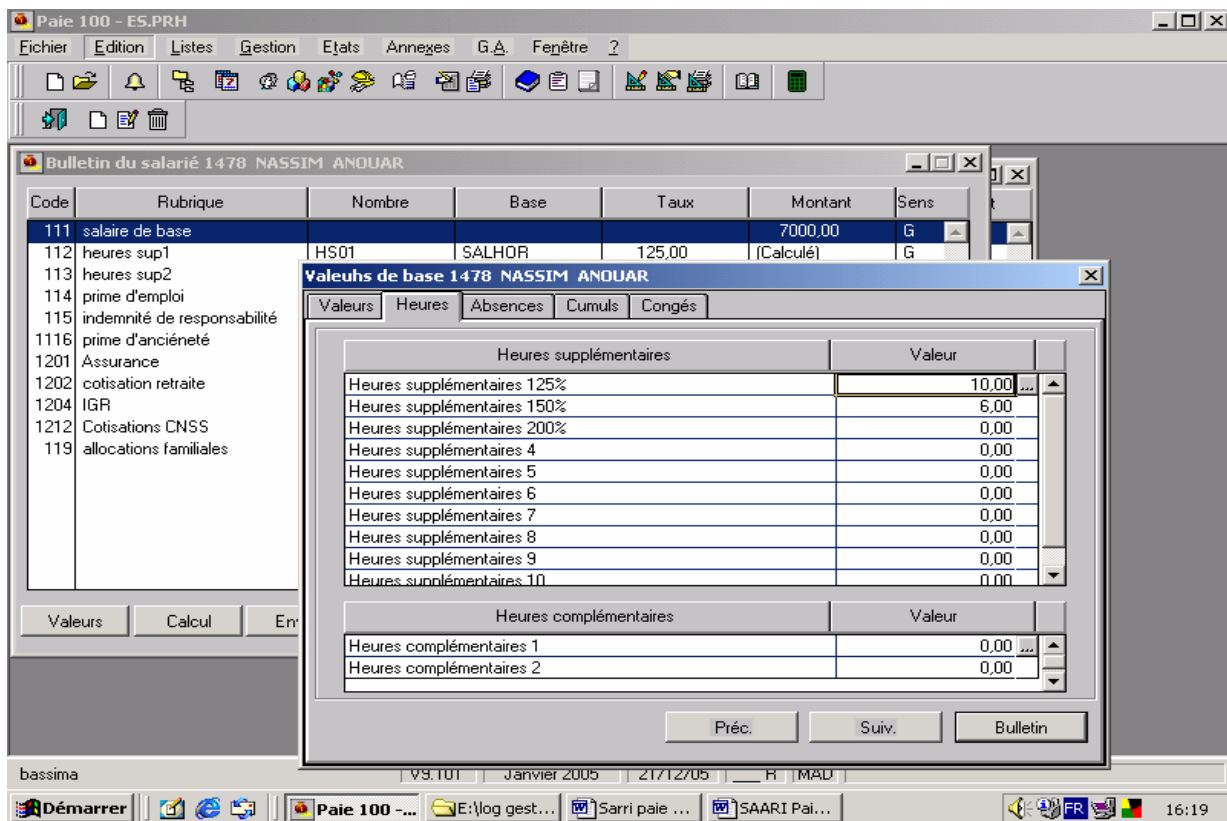 Paie 100 - ES.PRH
Fichier Edition Listes Gestion Etats Annexes G.A. Fenêtre ?
Bulletin du salarié 1478 NASSIM ANOUAR
Code Rubrique Nombre Base Taux Montant Sens
111 salaire de base 7000,00 G
112 heures sup1 HS01 SALHOR 125,00 (Calculé) G
113 heures sup2
114 prime d'emploi
115 indemnité de responsabilité
1116 prime d'anciéneté
1201 Assurance
1202 cotisation retraite
1204 IGR
1212 Cotisations CNSS
119 allocations familiales
Valeurs Calcul
Valeuhs de base 1478 NASSIM ANOUAR
Valeurs Heures Absences Cumuls Congés
Heures supplémentaires Valeur
Heures supplémentaires 125% 10,00 ...
Heures supplémentaires 150% 6,00
Heures supplémentaires 200% 0,00
Heures supplémentaires 4 0,00
Heures supplémentaires 5 0,00
Heures supplémentaires 6 0,00
Heures supplémentaires 7 0,00
Heures supplémentaires 8 0,00
Heures supplémentaires 9 0,00
Heures supplémentaires 10 0,00
Heures complémentaires Valeur
Heures complémentaires 1 0,00 ...
Heures complémentaires 2 0,00
Préc. Suiv. Bulletin
bassima V9.101 Janvier 2005 21/12/05 ___ R MAD
Démarrer Paie 100 -... E:\log gest... Sarri paie ... SAARI Pai... FR 16:19